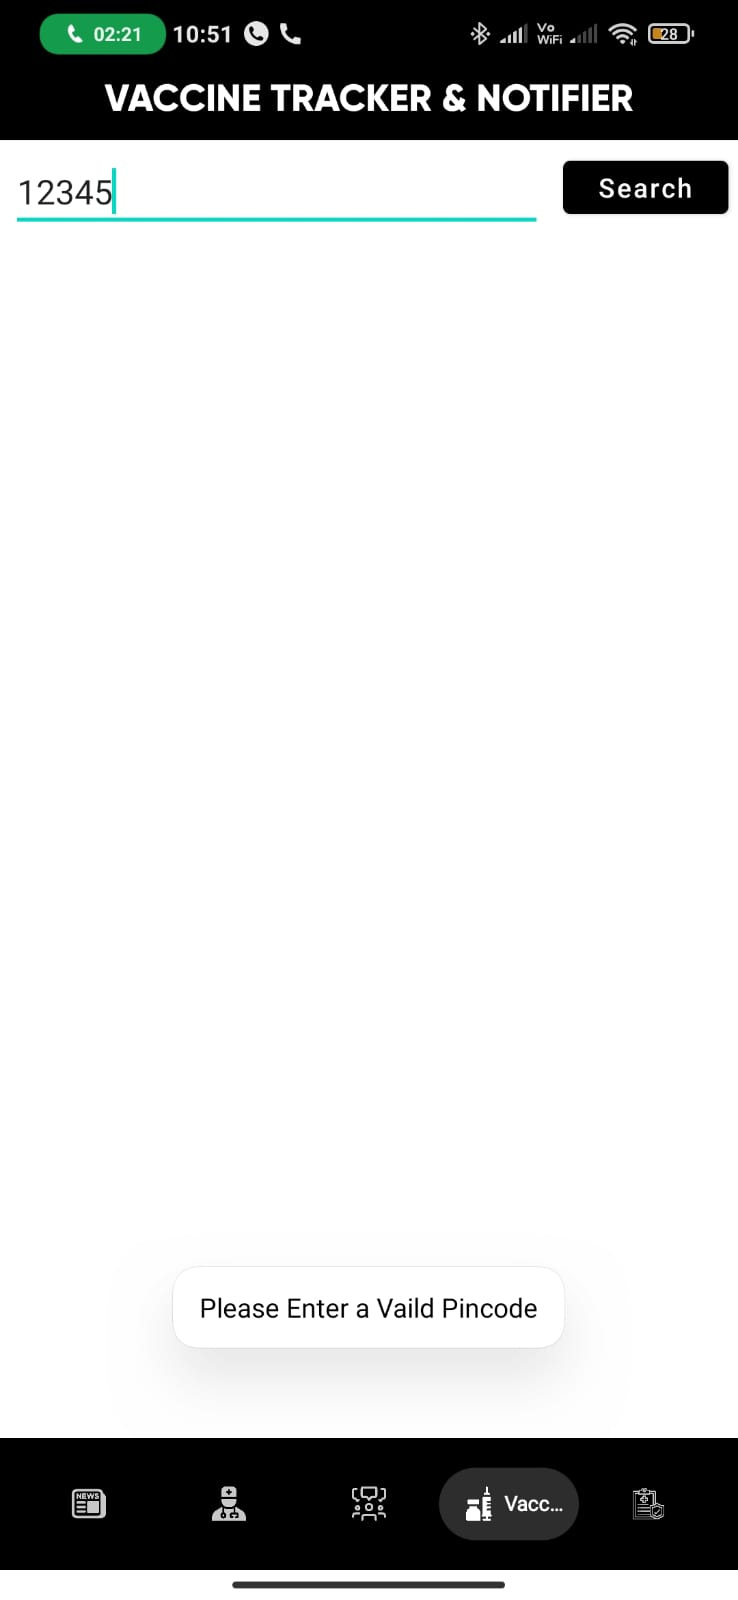 02:21 10:51 Vo WiFi 28
VACCINE TRACKER & NOTIFIER
12345 Search
Please Enter a Vaild Pincode
NEWS Vacc...